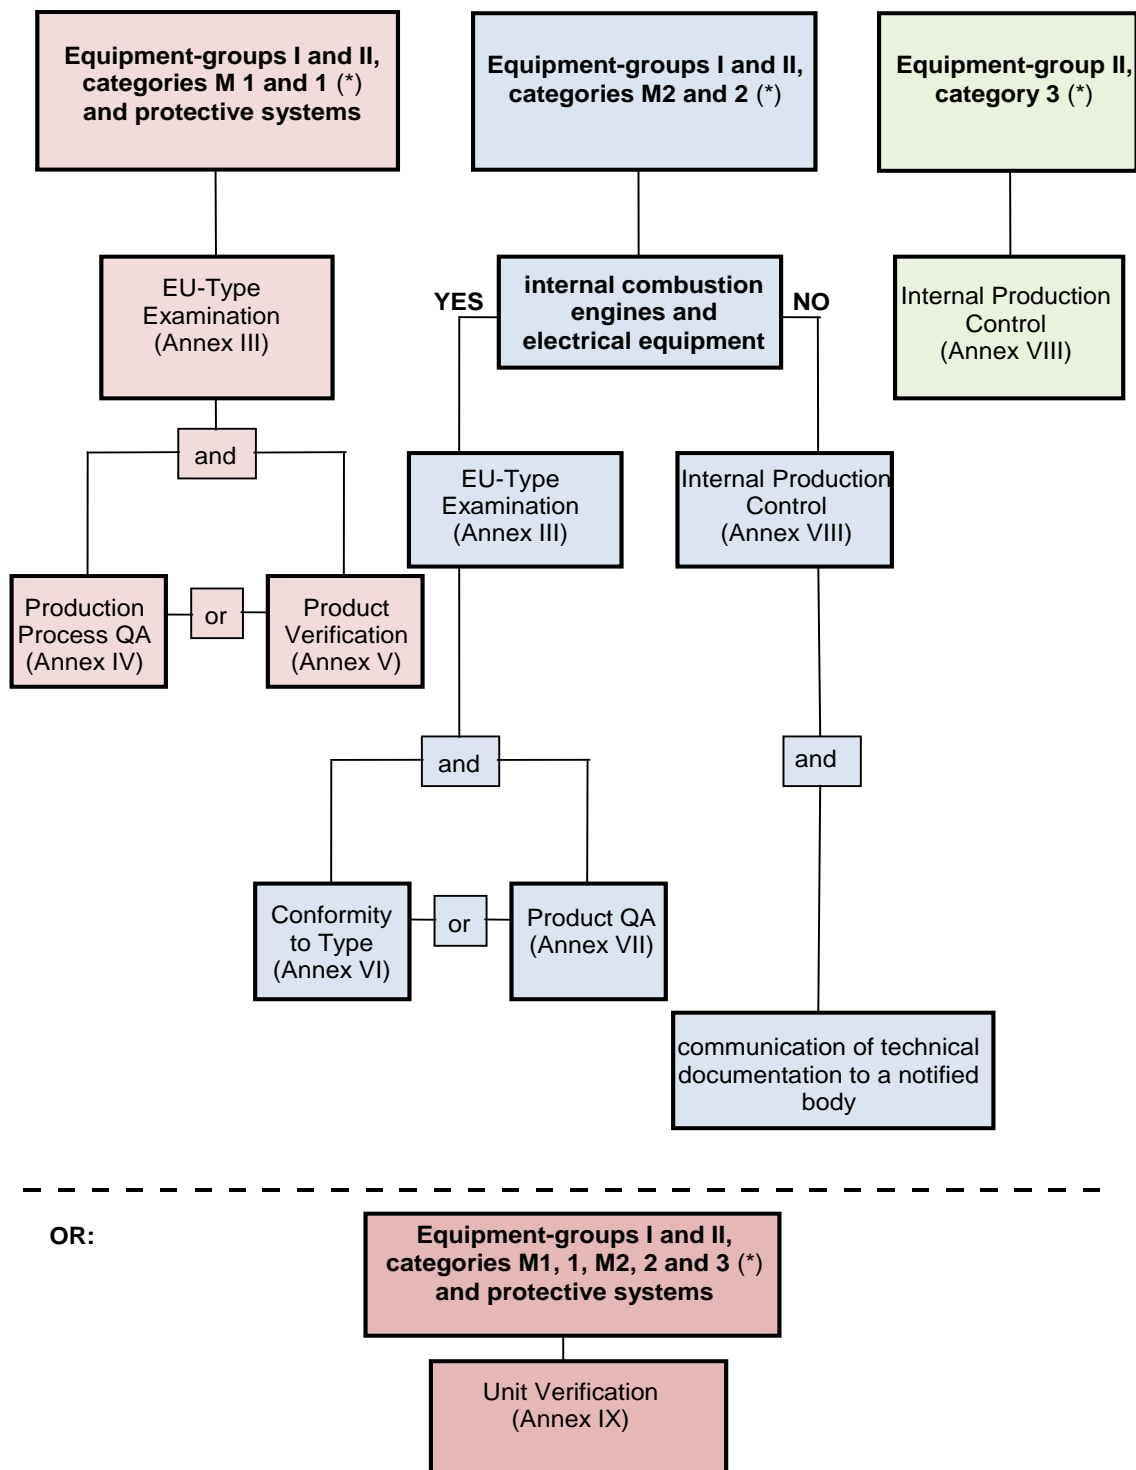 Equipment-groups I and II,
categories M 1 and 1 (*)
and protective systems
Equipment-groups I and II,
categories M2 and 2 (*)
Equipment-group II,
category 3 (*)
EU-Type
Examination
(Annex III)
YES
internal combustion
engines and
electrical equipment
NO
Internal Production
Control
(Annex VIII)
and
EU-Type
Examination
(Annex III)
Internal Production
Control
(Annex VIII)
Production
Process QA
(Annex IV)
or
Product
Verification
(Annex V)
and
and
Conformity
to Type
(Annex VI)
or
Product QA
(Annex VII)
communication of technical
documentation to a notified
body
OR:
Equipment-groups I and II,
categories M1, 1, M2, 2 and 3 (*)
and protective systems
Unit Verification
(Annex IX)